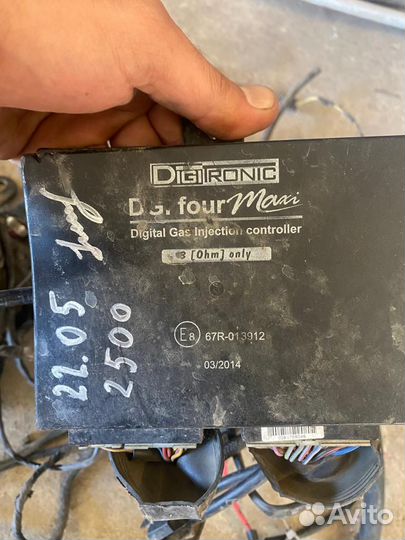 DIGITRONIC
DGI four Maxi
Digital Gas Injection controller
3 [Ohm] only
E8 67R-013912
03/2014
22.05
2500
Avito